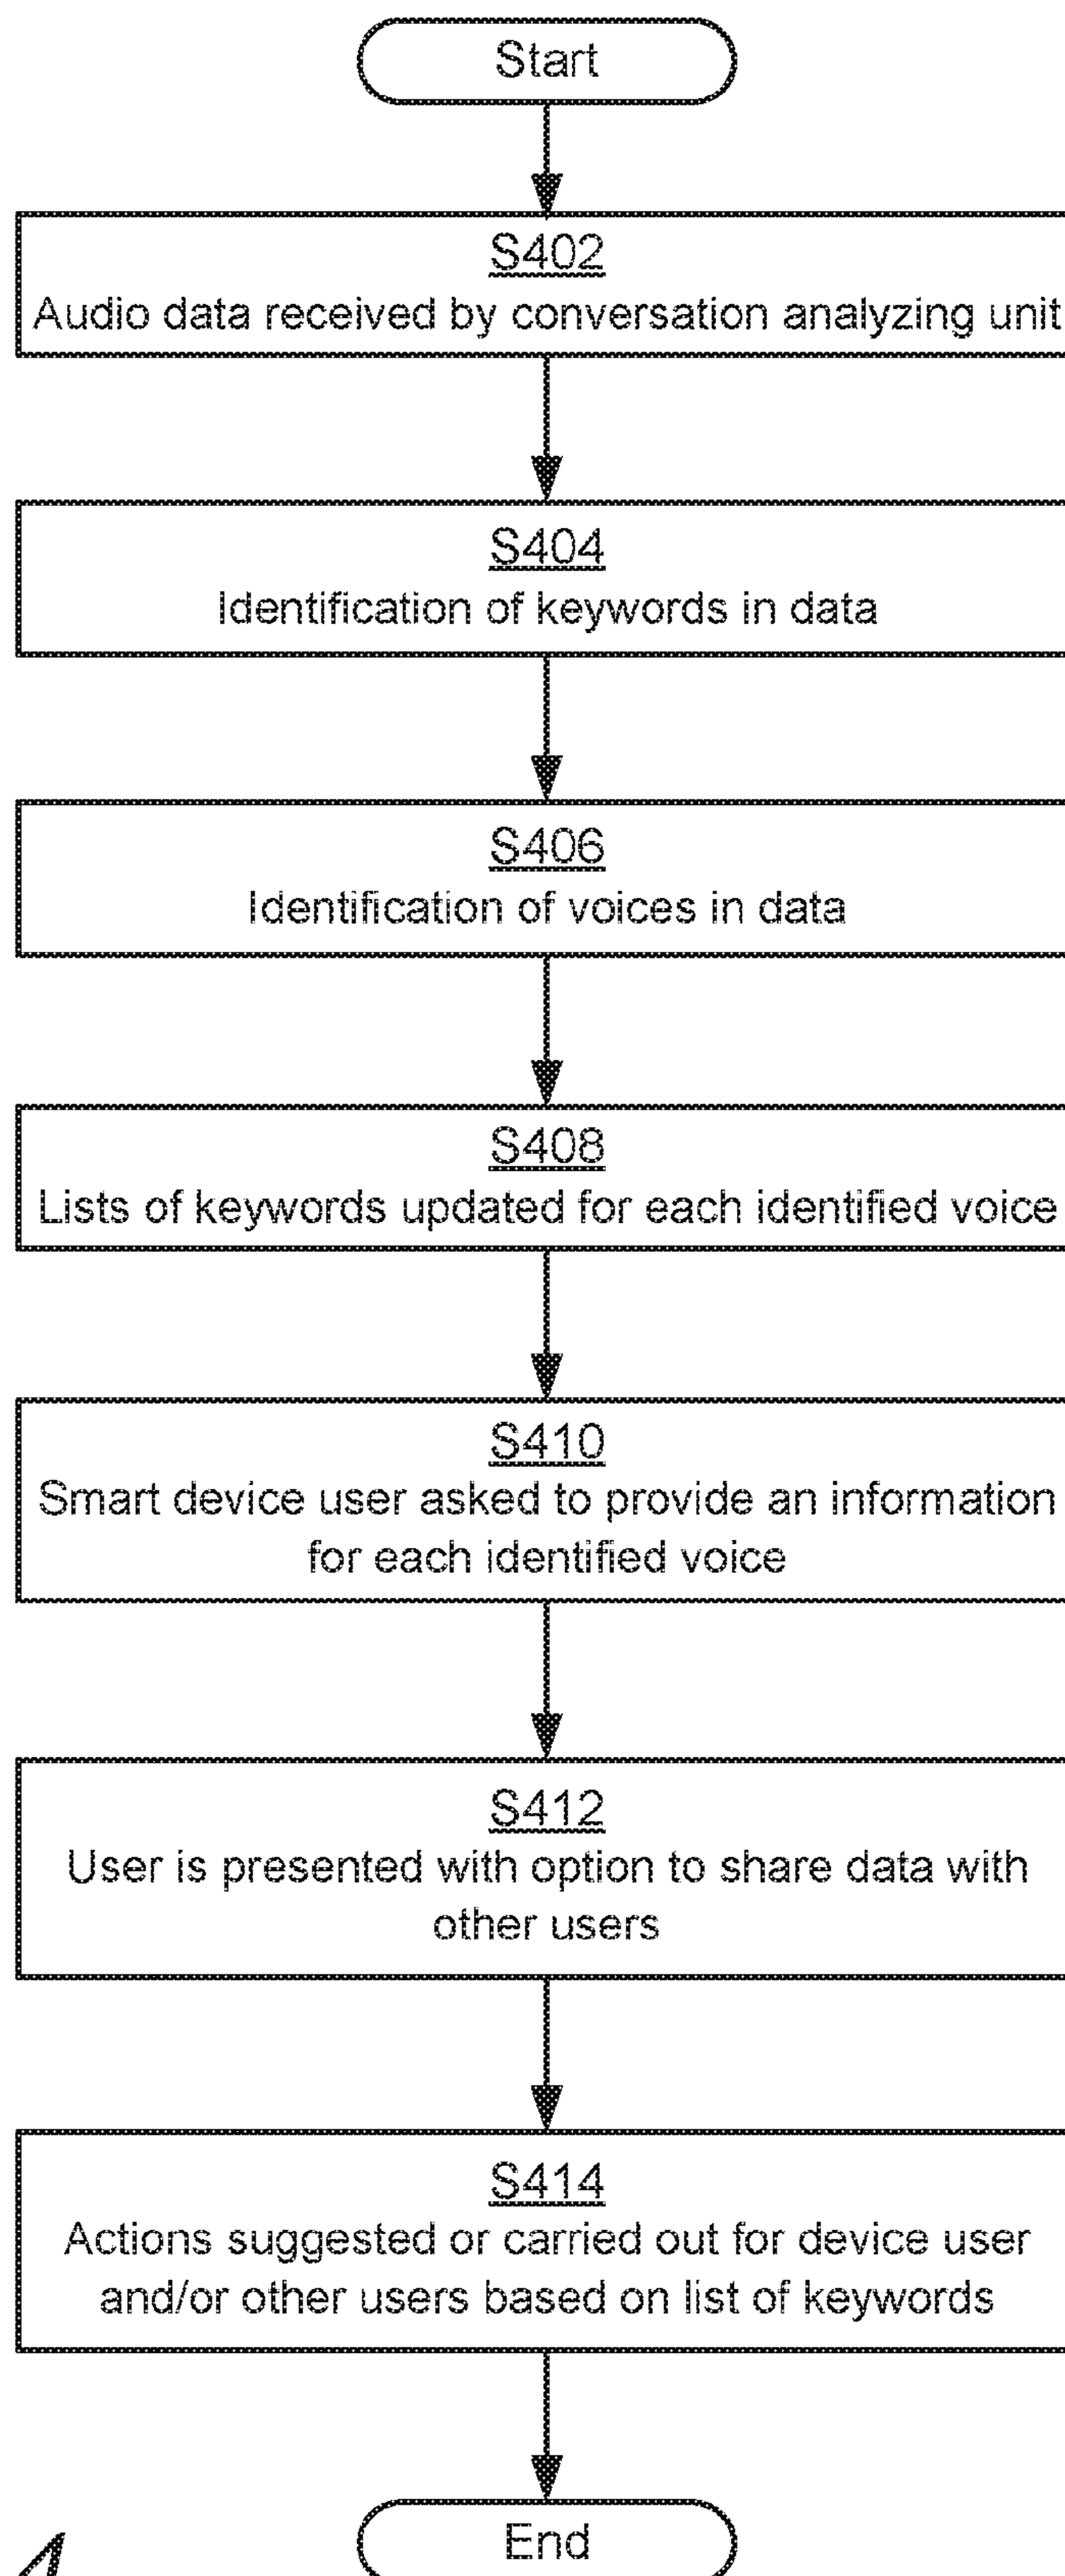 Start
S402
Audio data received by conversation analyzing unit
S404
Identification of keywords in data
S406
Identification of voices in data
S408
Lists of keywords updated for each identified voice
S410
Smart device user asked to provide an information
for each identified voice
S412
User is presented with option to share data with
other users
S414
Actions suggested or carried out for device user
and/or other users based on list of keywords
End